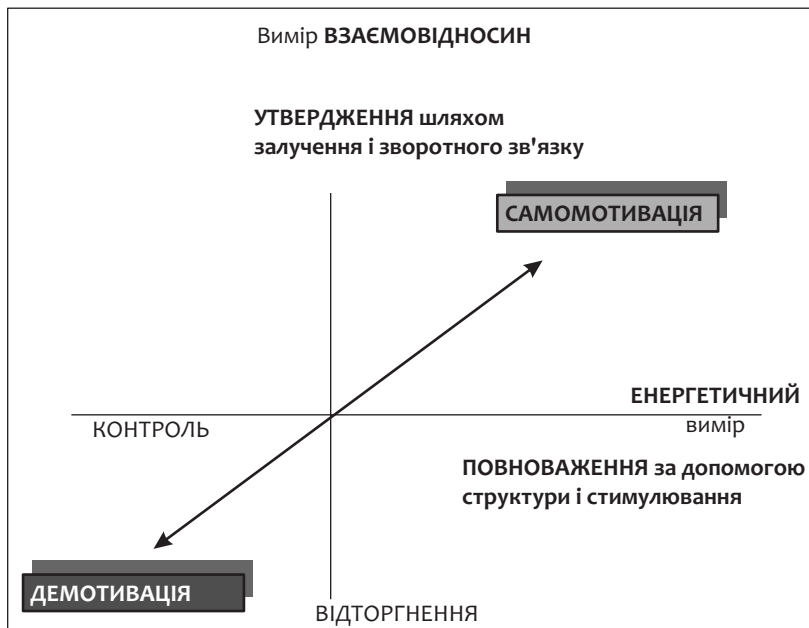 Вимір ВЗАЄМОВІДНОСИН
УТВЕРДЖЕННЯ шляхом
залучення і зворотного зв'язку
САМОМОТИВАЦІЯ
ЕНЕРГЕТИЧНИЙ
вимір
КОНТРОЛЬ
ПОВНОВАЖЕННЯ за допомогою
структури і стимулювання
ДЕМОТИВАЦІЯ
ВІДТОРГНЕННЯ